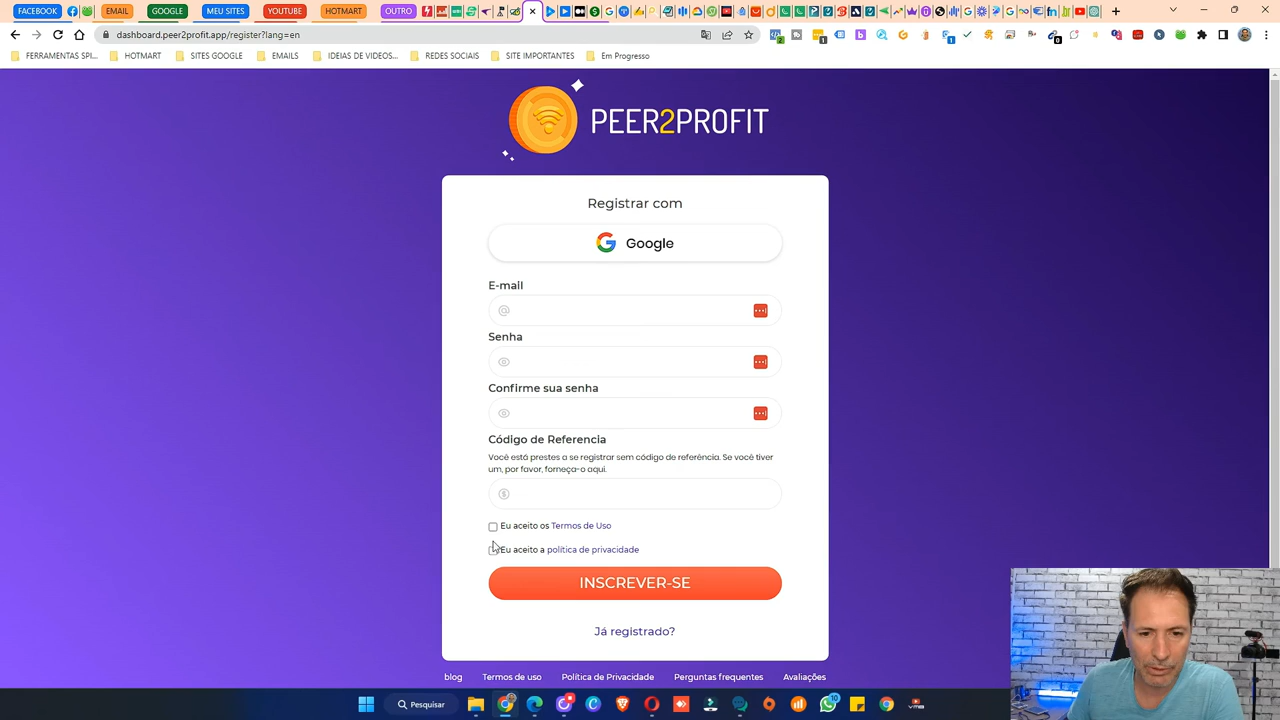 FACEBOOK EMAIL GOOGLE MEU SITES YOUTUBE HOTMART OUTRO
dashboard.peer2profit.app/register?lang=en
FERRAMENTAS SPI... HOTMART SITES GOOGLE EMAILS IDEIAS DE VIDEOS... REDES SOCIAIS SITE IMPORTANTES Em Progresso
PEER2PROFIT
Registrar com
Google
E-mail
Senha
Confirme sua senha
Código de Referencia
Você está prestes a se registrar sem código de referência. Se você tiver
um, por favor, forneça-o aqui.
Eu aceito os Termos de Uso
Eu aceito a política de privacidade
INSCREVER-SE
Já registrado?
blog Termos de uso Política de Privacidade Perguntas frequentes Avaliações
Pesquisar